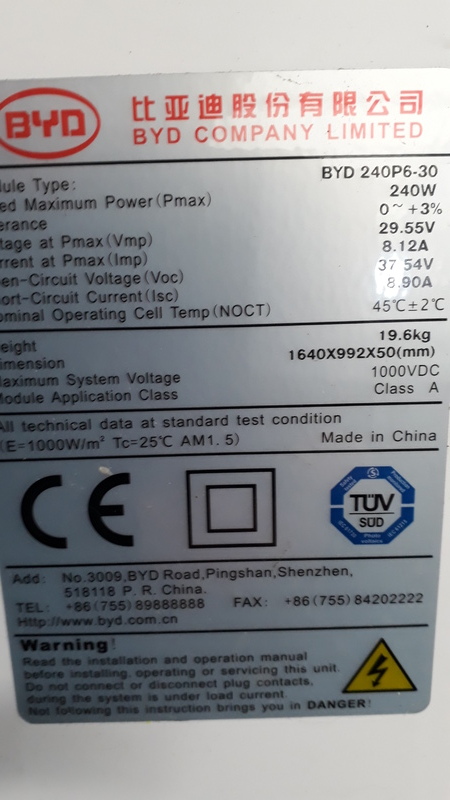 BYD
比亚迪股份有限公司
BYD COMPANY LIMITED
dule Type: BYD 240P6-30
ed Maximum Power(Pmax) 240W
erance 0~+3%
tage at Pmax(Vmp) 29.55V
rrent at Pmax(Imp) 8.12A
en-Circuit Voltage(Voc) 37.54V
ort-Circuit Current(Isc) 8.90A
ominal Operating Cell Temp(NOCT) 45℃±2℃
eight 19.6kg
imension 1640X992X50(mm)
aximum System Voltage 1000VDC
Module Application Class Class A
All technical data at standard test condition
(E=1000W/m² Tc=25℃ AM1.5) Made in China
CE
TÜV
SÜD
Photo
voltaic
Add: No.3009,BYD Road,Pingshan,Shenzhen,
518118 P. R. China.
TEL: +86(755)89888888 FAX: +86(755)84202222
Http://www.byd.com.cn
Warning!
Read the installation and operation manual
before installing, operating or servicing this unit.
Do not connect or disconnect plug contacts,
during the system is under load current.
Not following this instruction brings you in DANGER!